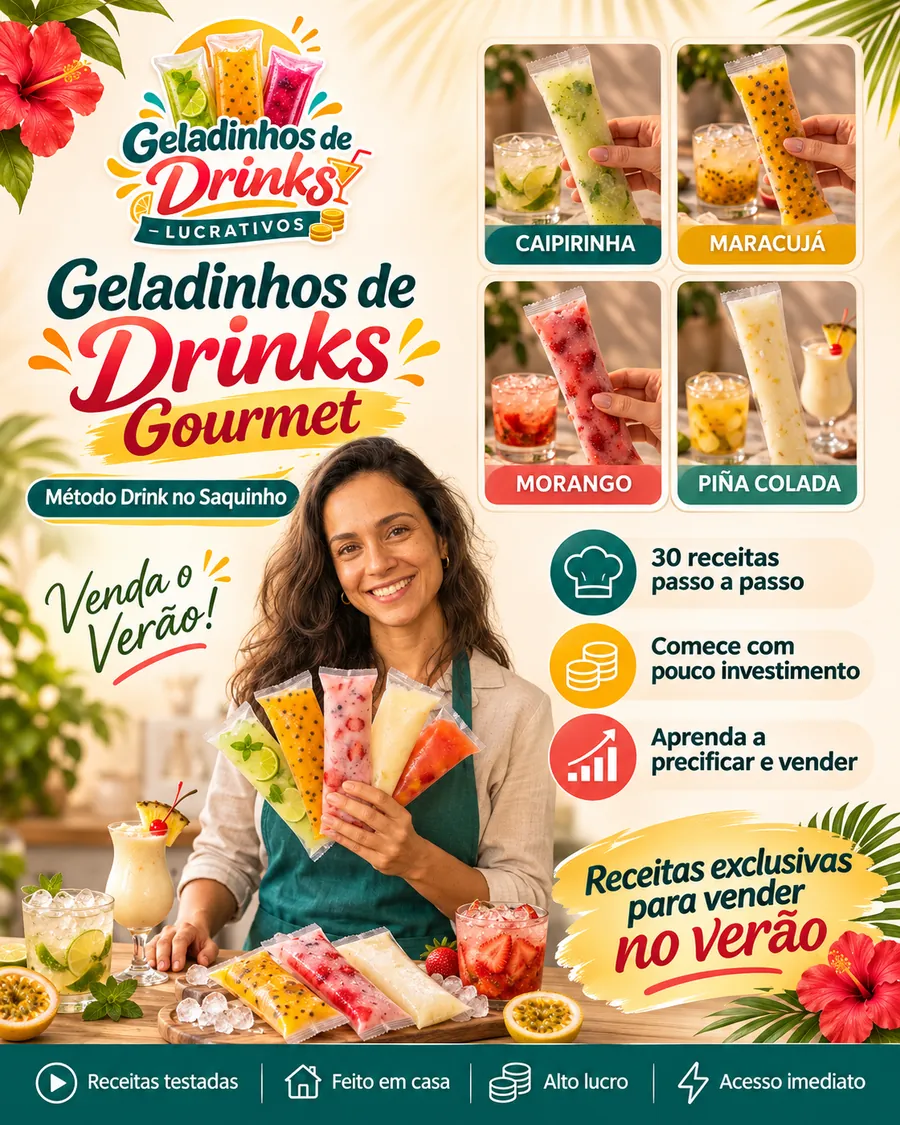 Geladinhos de
Drinks
LUCRATIVOS
Geladinhos de
Drinks
Gourmet
Método Drink no Saquinho
Venda o
Verão!
CAIPIRINHA
MARACUJÁ
MORANGO
PIÑA COLADA
30 receitas
passo a passo
Comece com
pouco investimento
Aprenda a
precificar e vender
Receitas exclusivas
para vender
no verão
Receitas testadas
Feito em casa
Alto lucro
Acesso imediato